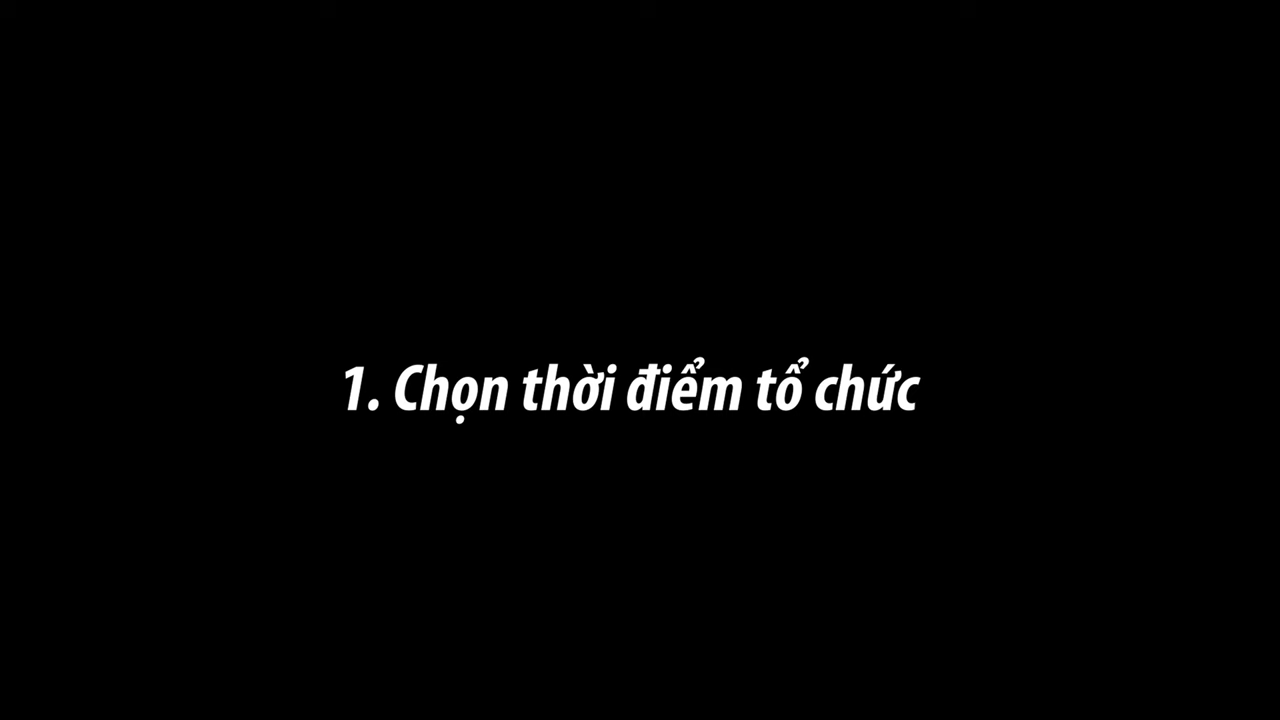 1. Chọn thời điểm tổ chức